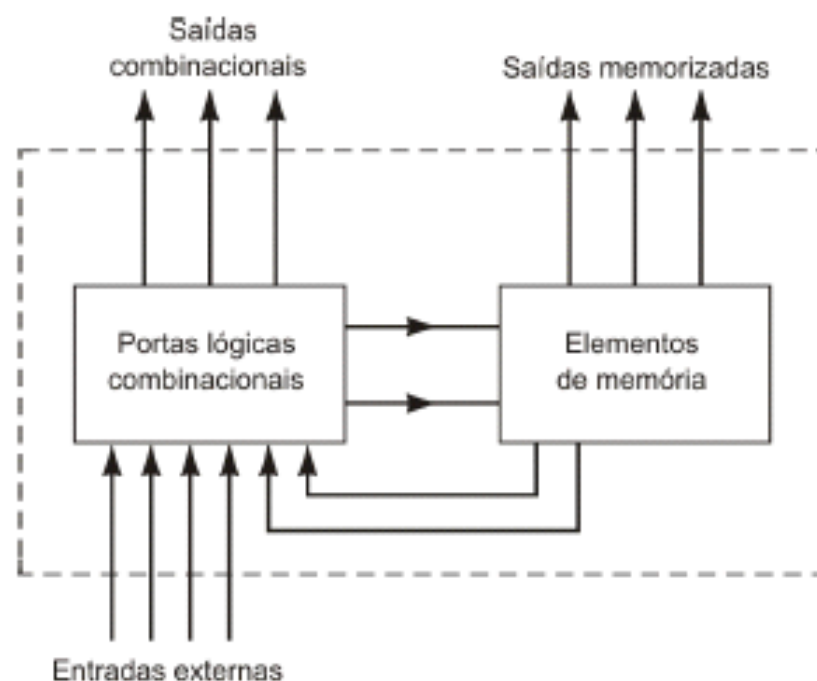 Saídas
combinacionais
Saídas memorizadas
Portas lógicas
combinacionais
Elementos
de memória
Entradas externas